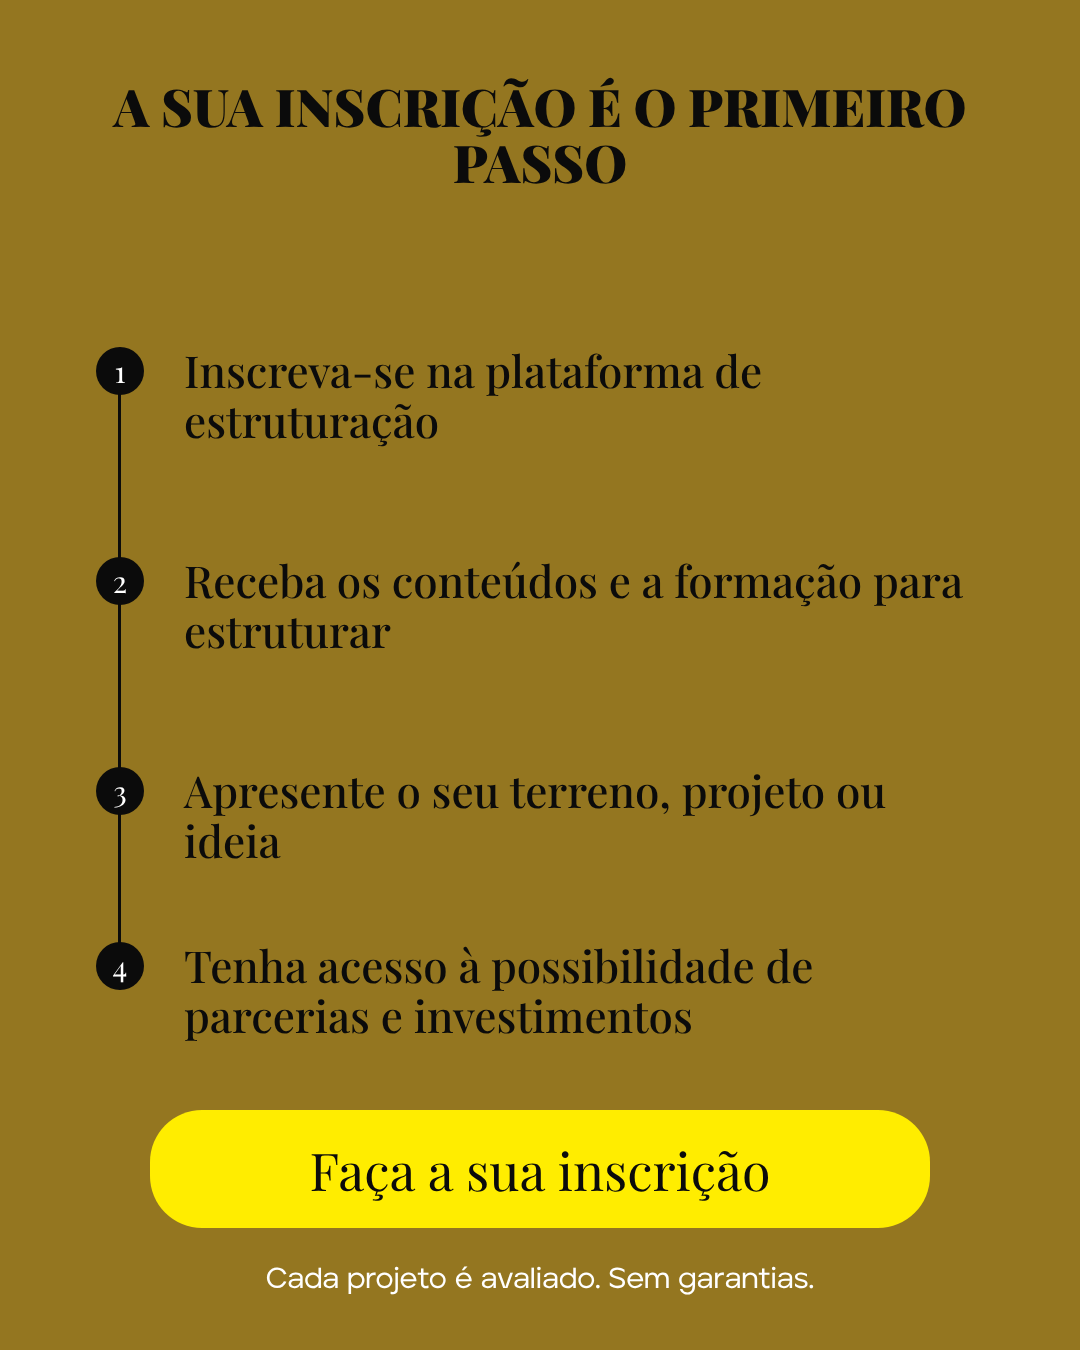 A SUA INSCRIÇÃO É O PRIMEIRO
PASSO
1 Inscreva-se na plataforma de
estruturação
2 Receba os conteúdos e a formação para
estruturar
3 Apresente o seu terreno, projeto ou
ideia
4 Tenha acesso à possibilidade de
parcerias e investimentos
Faça a sua inscrição
Cada projeto é avaliado. Sem garantias.